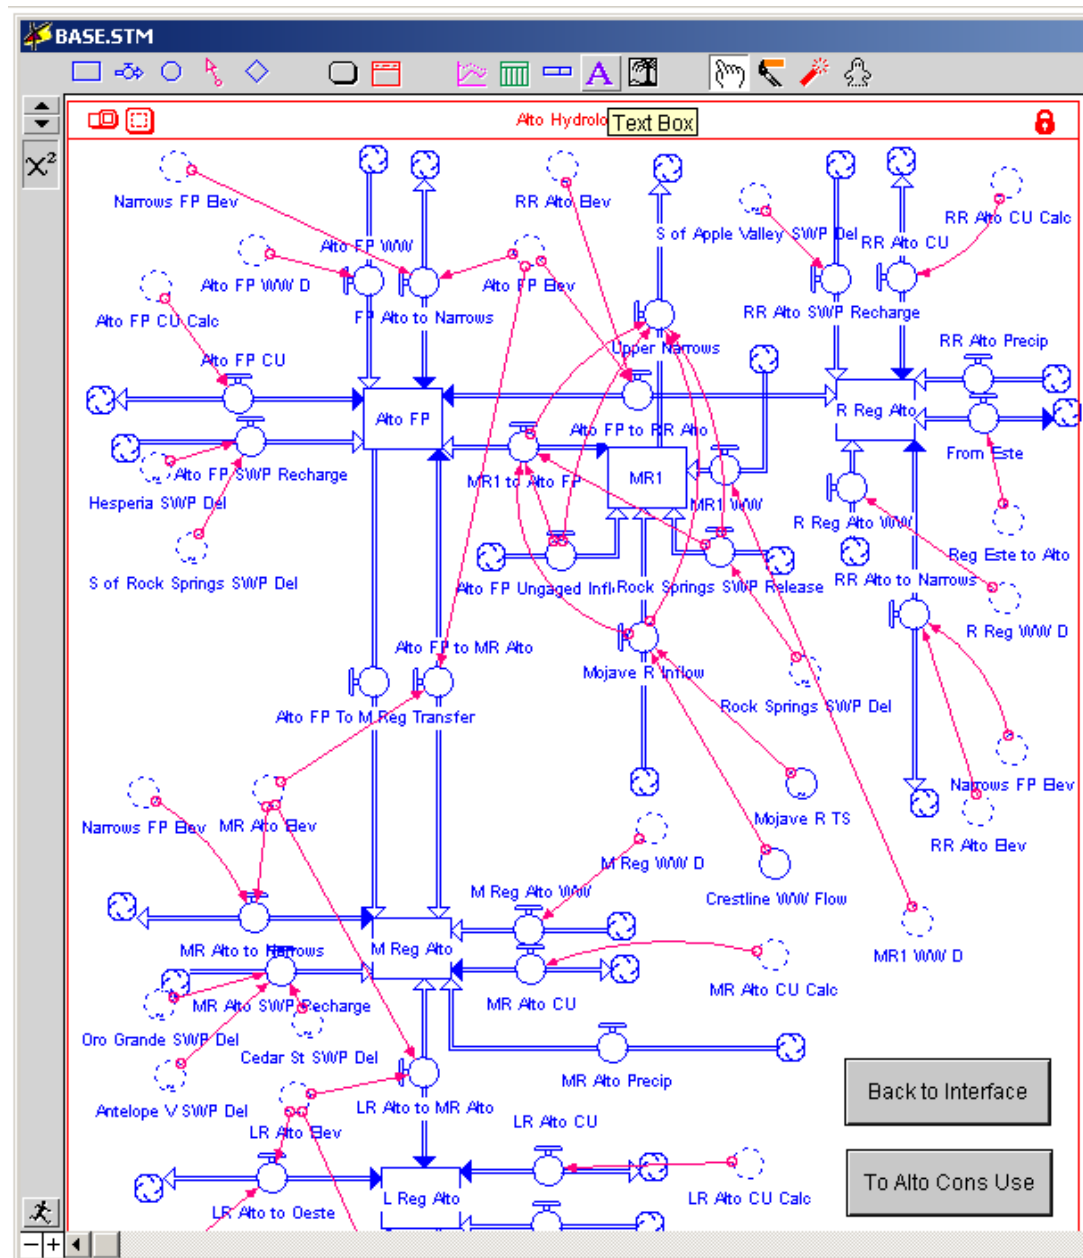 BASE.STM
A
Alto Hydrolo
Text Box
X²
Narrows FP Elev
RR Alto Elev
S of Apple Valley SWP Del
RR Alto CU Calc
RR Alto CU
Alto FP WW
Alto FP WW D
Alto FP Elev
FP Alto to Narrows
RR Alto SWP Recharge
Alto FP CU Calc
Alto FP CU
Upper Narrows
RR Alto Precip
Alto FP
R Reg Alto
Alto FP to RR Alto
From Este
Alto FP SWP Recharge
MR1 to Alto FP
MR1
MR1 WW
Hesperia SWP Del
R Reg Alto WW
Reg Este to Alto
S of Rock Springs SWP Del
Alto FP Ungaged Infl
Rock Springs SWP Release
RR Alto to Narrows
R Reg WW D
Alto FP to MR Alto
Mojave R Inflow
Rock Springs SWP Del
Alto FP To M Reg Transfer
Narrows FP Elev
Narrows FP Elev
MR Alto Elev
Mojave R TS
RR Alto Elev
M Reg WW D
M Reg Alto WW
Crestline WW Flow
MR Alto to Narrows
M Reg Alto
MR1 WW D
MR Alto SWP Recharge
MR Alto CU
MR Alto CU Calc
Oro Grande SWP Del
Cedar St SWP Del
MR Alto Precip
Antelope V SWP Del
LR Alto to MR Alto
LR Alto Elev
LR Alto CU
Back to Interface
L Reg Alto
LR Alto CU Calc
To Alto Cons Use
LR Alto to Oeste